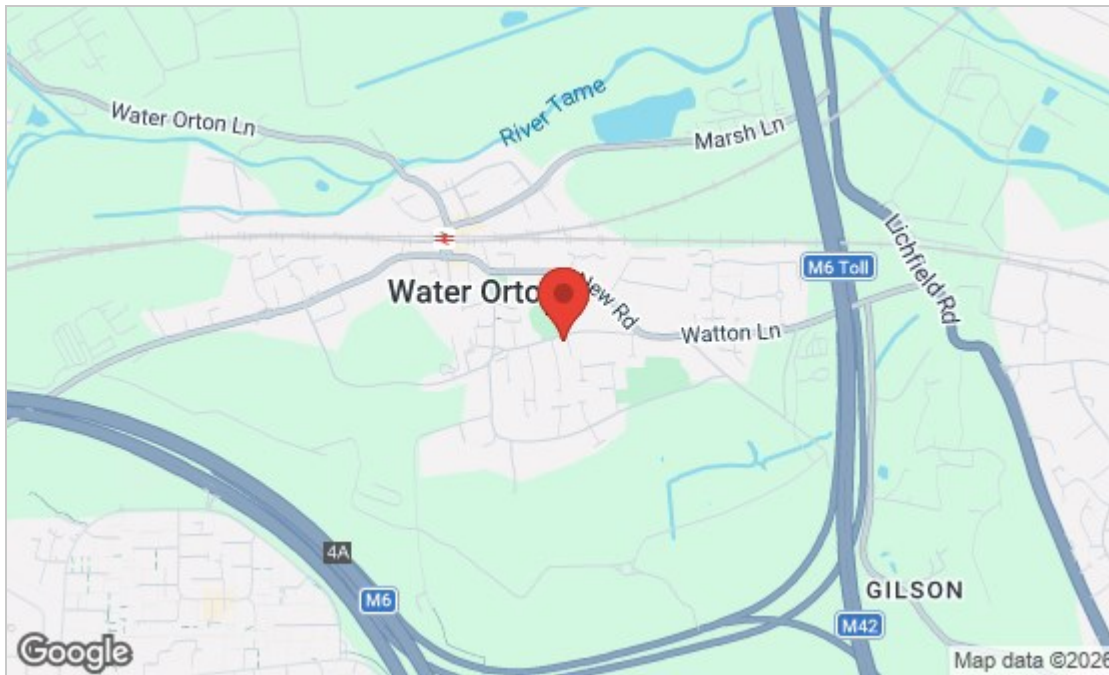 Water Orton Ln
River Tame
Marsh Ln
M6 Toll
Lichfield Rd
Water Orto
New Rd
Watton Ln
4A
M6
GILSON
M42
Google
Map data ©2026